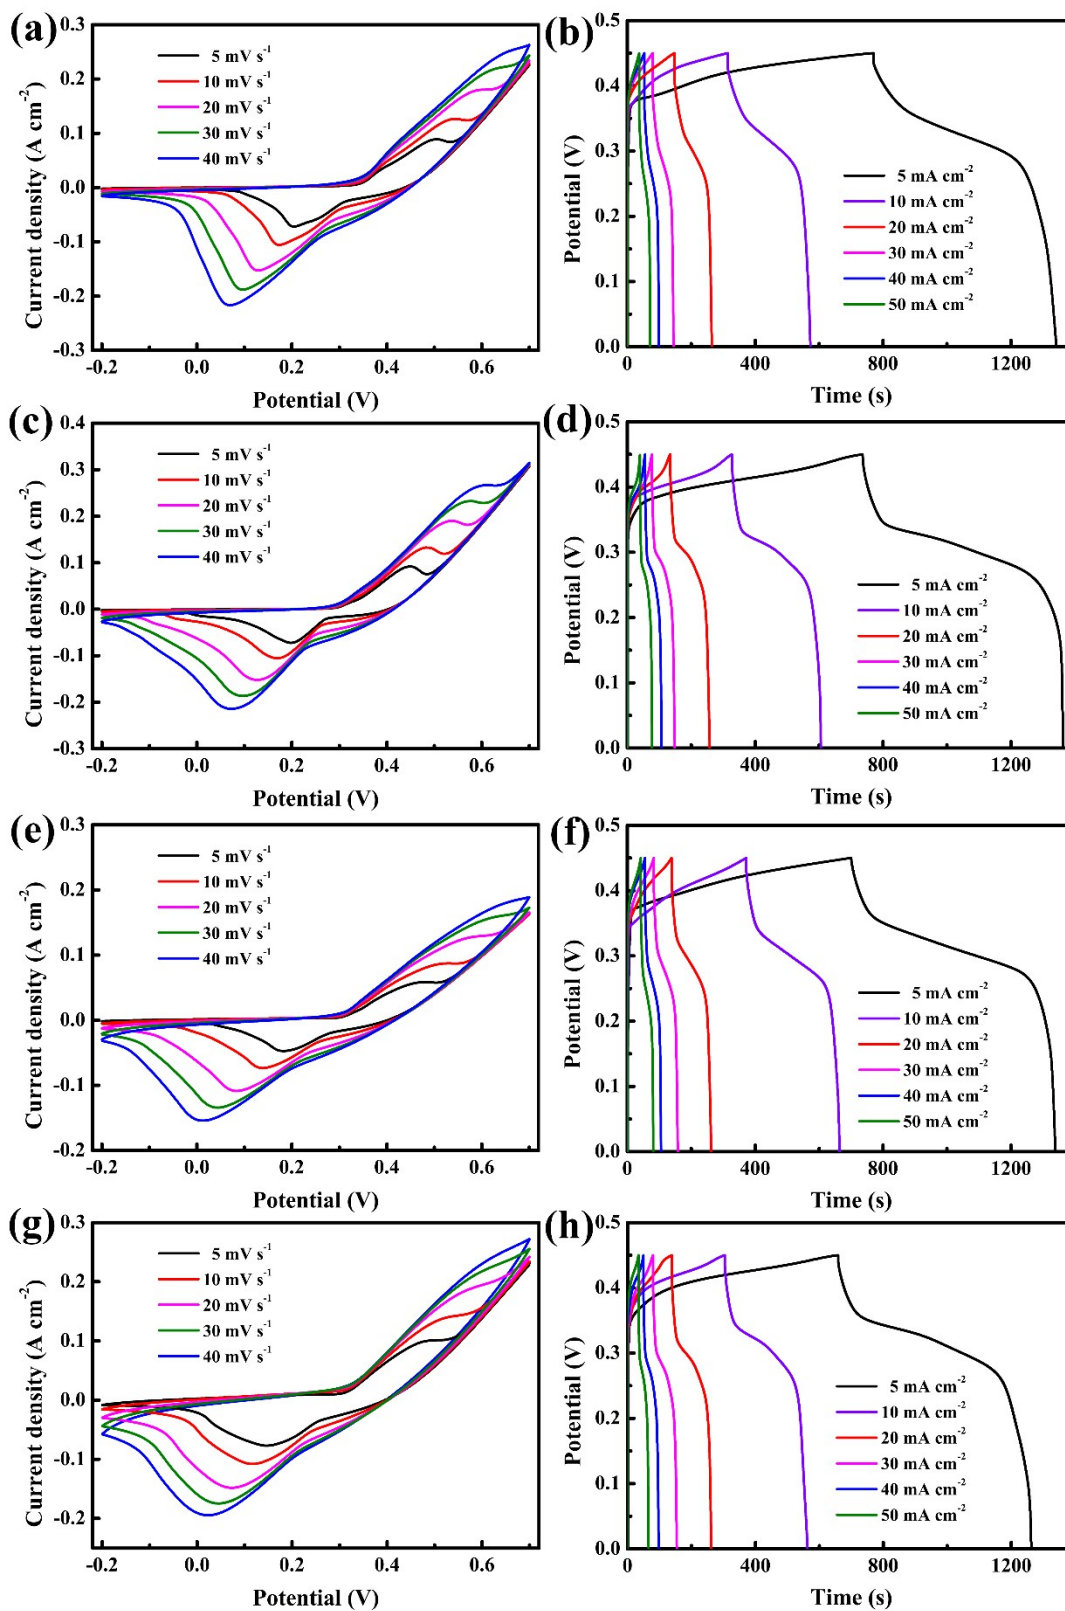 (a)
0.3
0.2
0.1
0.0
-0.1
-0.2
-0.3
Current density (A cm⁻²)
5 mV s⁻¹
10 mV s⁻¹
20 mV s⁻¹
30 mV s⁻¹
40 mV s⁻¹
-0.2 0.0 0.2 0.4 0.6
Potential (V)
(b)
0.5
0.4
0.3
0.2
0.1
0.0
Potential (V)
5 mA cm⁻²
10 mA cm⁻²
20 mA cm⁻²
30 mA cm⁻²
40 mA cm⁻²
50 mA cm⁻²
0 400 800 1200
Time (s)
(c)
0.4
0.3
0.2
0.1
0.0
-0.1
-0.2
-0.3
Current density (A cm⁻²)
5 mV s⁻¹
10 mV s⁻¹
20 mV s⁻¹
30 mV s⁻¹
40 mV s⁻¹
-0.2 0.0 0.2 0.4 0.6
Potential (V)
(d)
0.5
0.4
0.3
0.2
0.1
0.0
Potential (V)
5 mA cm⁻²
10 mA cm⁻²
20 mA cm⁻²
30 mA cm⁻²
40 mA cm⁻²
50 mA cm⁻²
0 400 800 1200
Time (s)
(e)
0.3
0.2
0.1
0.0
-0.1
-0.2
Current density (A cm⁻²)
5 mV s⁻¹
10 mV s⁻¹
20 mV s⁻¹
30 mV s⁻¹
40 mV s⁻¹
-0.2 0.0 0.2 0.4 0.6
Potential (V)
(f)
0.5
0.4
0.3
0.2
0.1
0.0
Potential (V)
5 mA cm⁻²
10 mA cm⁻²
20 mA cm⁻²
30 mA cm⁻²
40 mA cm⁻²
50 mA cm⁻²
0 400 800 1200
Time (s)
(g)
0.3
0.2
0.1
0.0
-0.1
-0.2
Current density (A cm⁻²)
5 mV s⁻¹
10 mV s⁻¹
20 mV s⁻¹
30 mV s⁻¹
40 mV s⁻¹
-0.2 0.0 0.2 0.4 0.6
Potential (V)
(h)
0.5
0.4
0.3
0.2
0.1
0.0
Potential (V)
5 mA cm⁻²
10 mA cm⁻²
20 mA cm⁻²
30 mA cm⁻²
40 mA cm⁻²
50 mA cm⁻²
0 400 800 1200
Time (s)